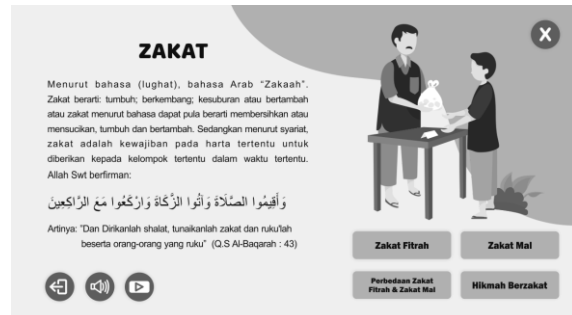 X
ZAKAT
Menurut bahasa (lughat), bahasa Arab “Zakaah”.
Zakat berarti: tumbuh; berkembang; kesuburan atau bertambah
atau zakat menurut bahasa dapat pula berarti membersihkan atau
mensucikan, tumbuh dan bertambah. Sedangkan menurut syariat,
zakat adalah kewajiban pada harta tertentu untuk
diberikan kepada kelompok tertentu dalam waktu tertentu.
Allah Swt berfirman:
وَأَقِيمُوا الصَّلَاةَ وَآتُوا الزَّكَاةَ وَارْكَعُوا مَعَ الرَّاكِعِينَ
Artinya: “Dan Dirikanlah shalat, tunaikanlah zakat dan ruku'lah
beserta orang-orang yang ruku” (Q.S Al-Baqarah : 43)
Zakat Fitrah
Zakat Mal
Perbedaan Zakat
Fitrah & Zakat Mal
Hikmah Berzakat